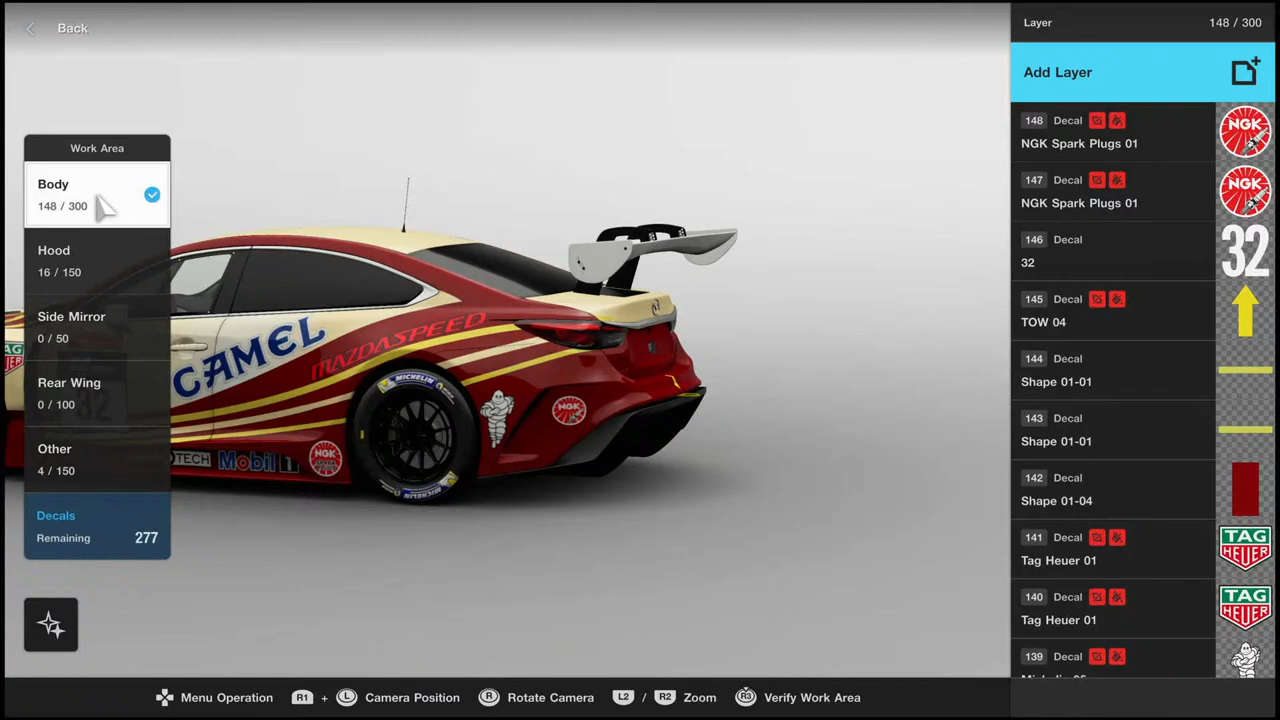 Back
Work Area
Body
148 / 300
Hood
16 / 150
Side Mirror
0 / 50
Rear Wing
0 / 100
Other
4 / 150
Decals
Remaining 277
CAMEL
MAZDASPEED
MICHELIN
NGK
TECH
Mobil 1
NGK
MICHELIN
TAG
HEUER
32
Layer 148 / 300
Add Layer
148 Decal
NGK Spark Plugs 01
NGK
147 Decal
NGK Spark Plugs 01
NGK
146 Decal
32
32
145 Decal
TOW 04
144 Decal
Shape 01-01
143 Decal
Shape 01-01
142 Decal
Shape 01-04
141 Decal
Tag Heuer 01
TAG
HEUER
140 Decal
Tag Heuer 01
TAG
HEUER
139 Decal
Menu Operation
R1 + L Camera Position
R Rotate Camera
L2 / R2 Zoom
R3 Verify Work Area